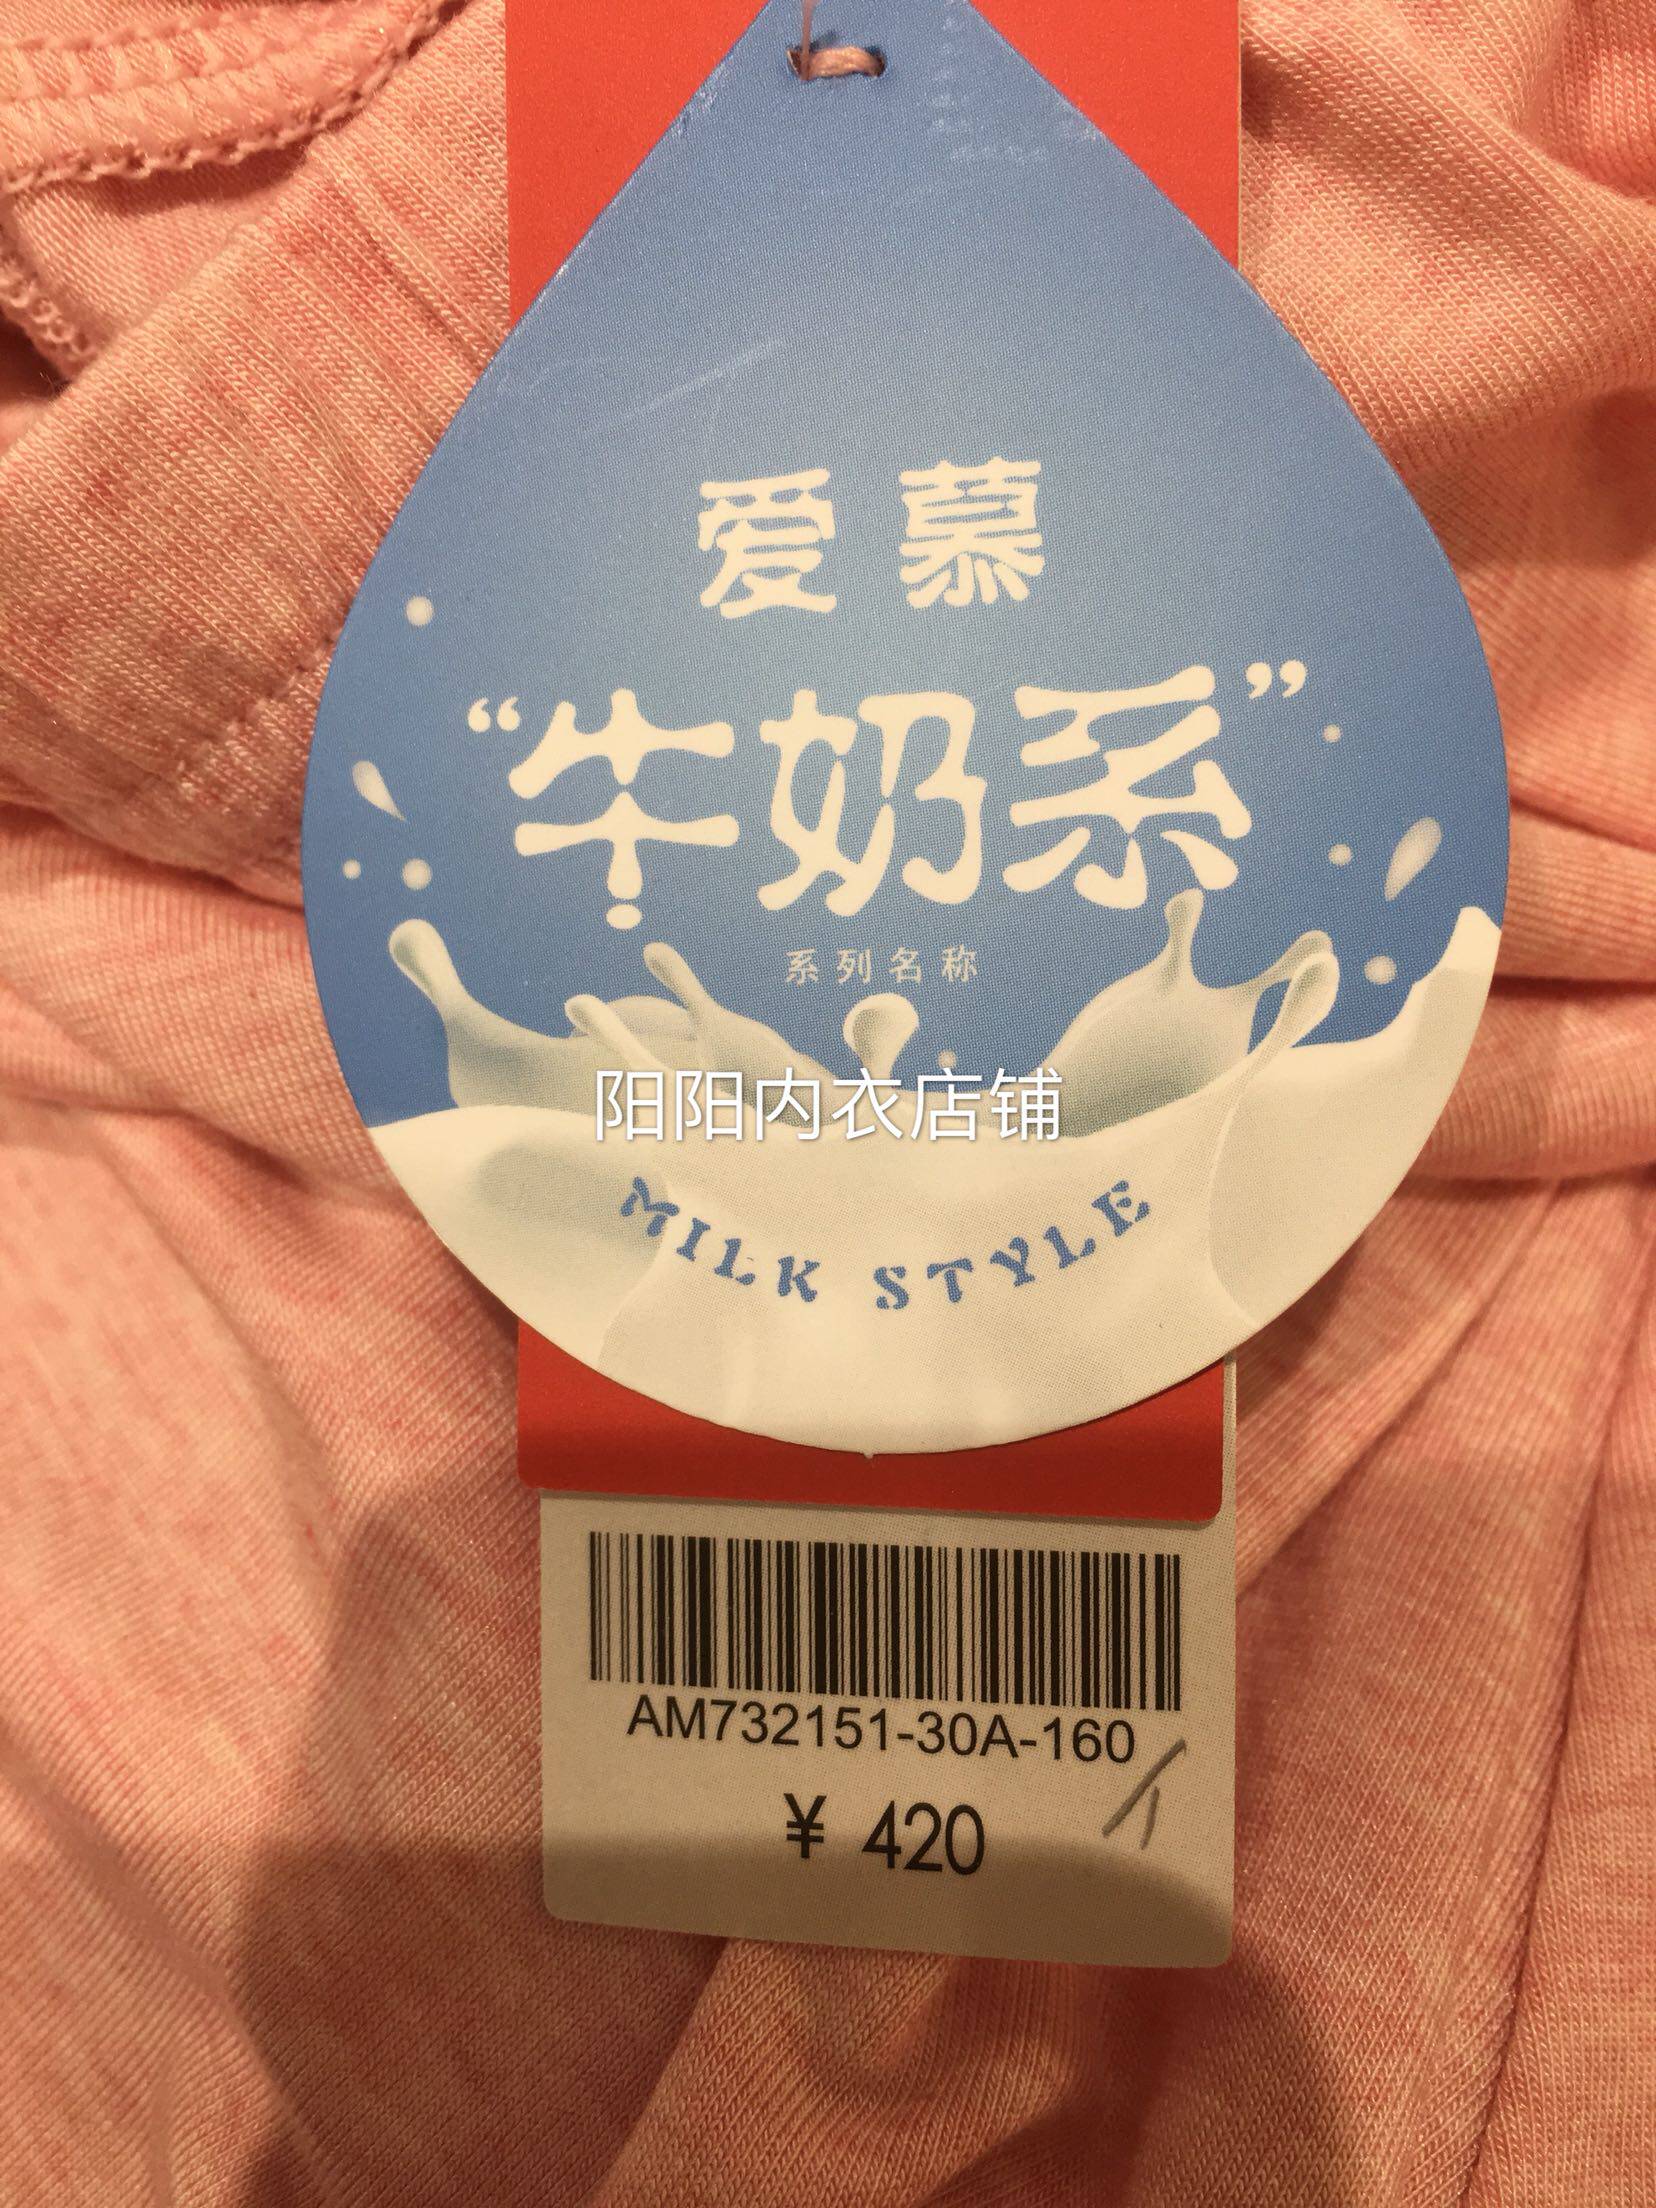 爱慕
“牛奶系”
系列名称
阳阳内衣店铺
MILK STYLE
AM732151-30A-160
¥ 420